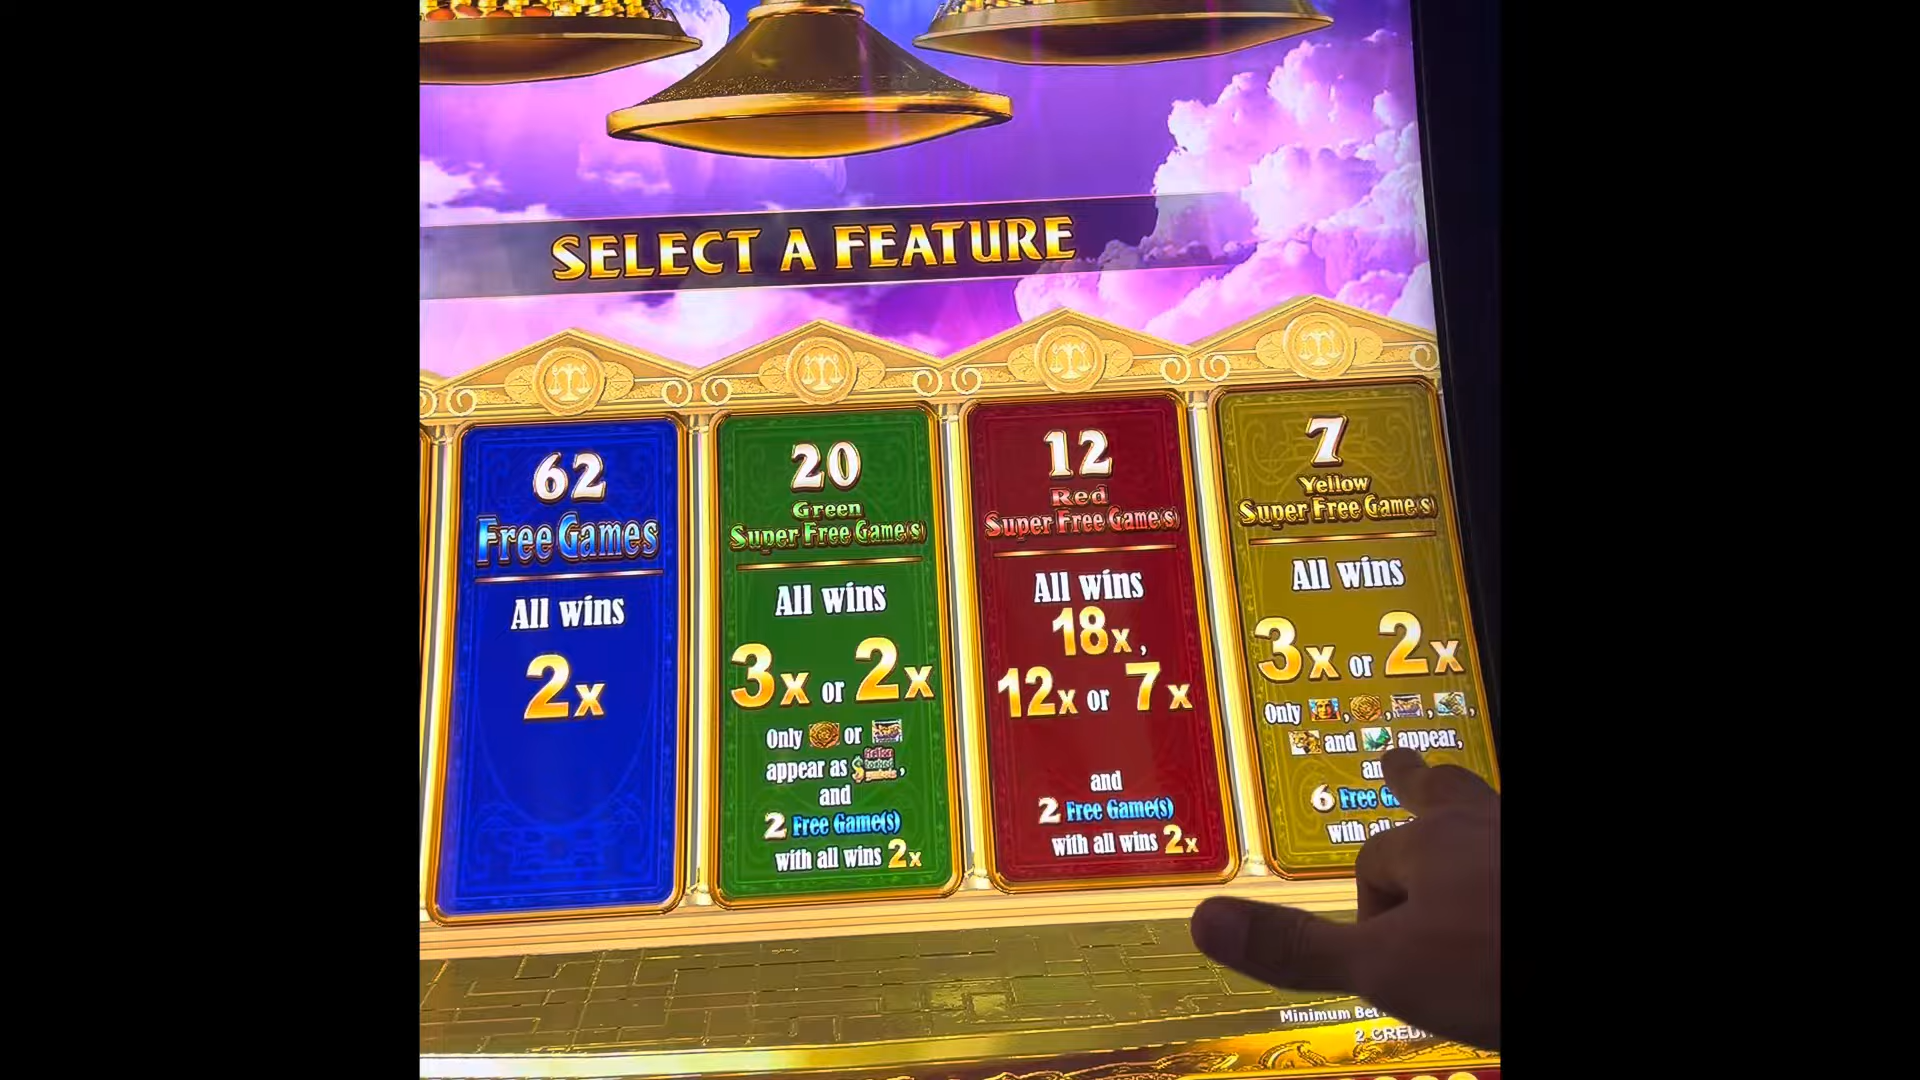 SELECT A FEATURE
62
Free Games
All wins
2x
20
Green
Super Free Game(s)
All wins
3x or 2x
Only or
appear as $ ,
and
2 Free Game(s)
with all wins 2x
12
Red
Super Free Game(s)
All wins
18x,
12x or 7x
and
2 Free Game(s)
with all wins 2x
7
Yellow
Super Free Game(s)
All wins
3x or 2x
Only , , , ,
and appear,
6 Free
with all
Minimum Bet
2